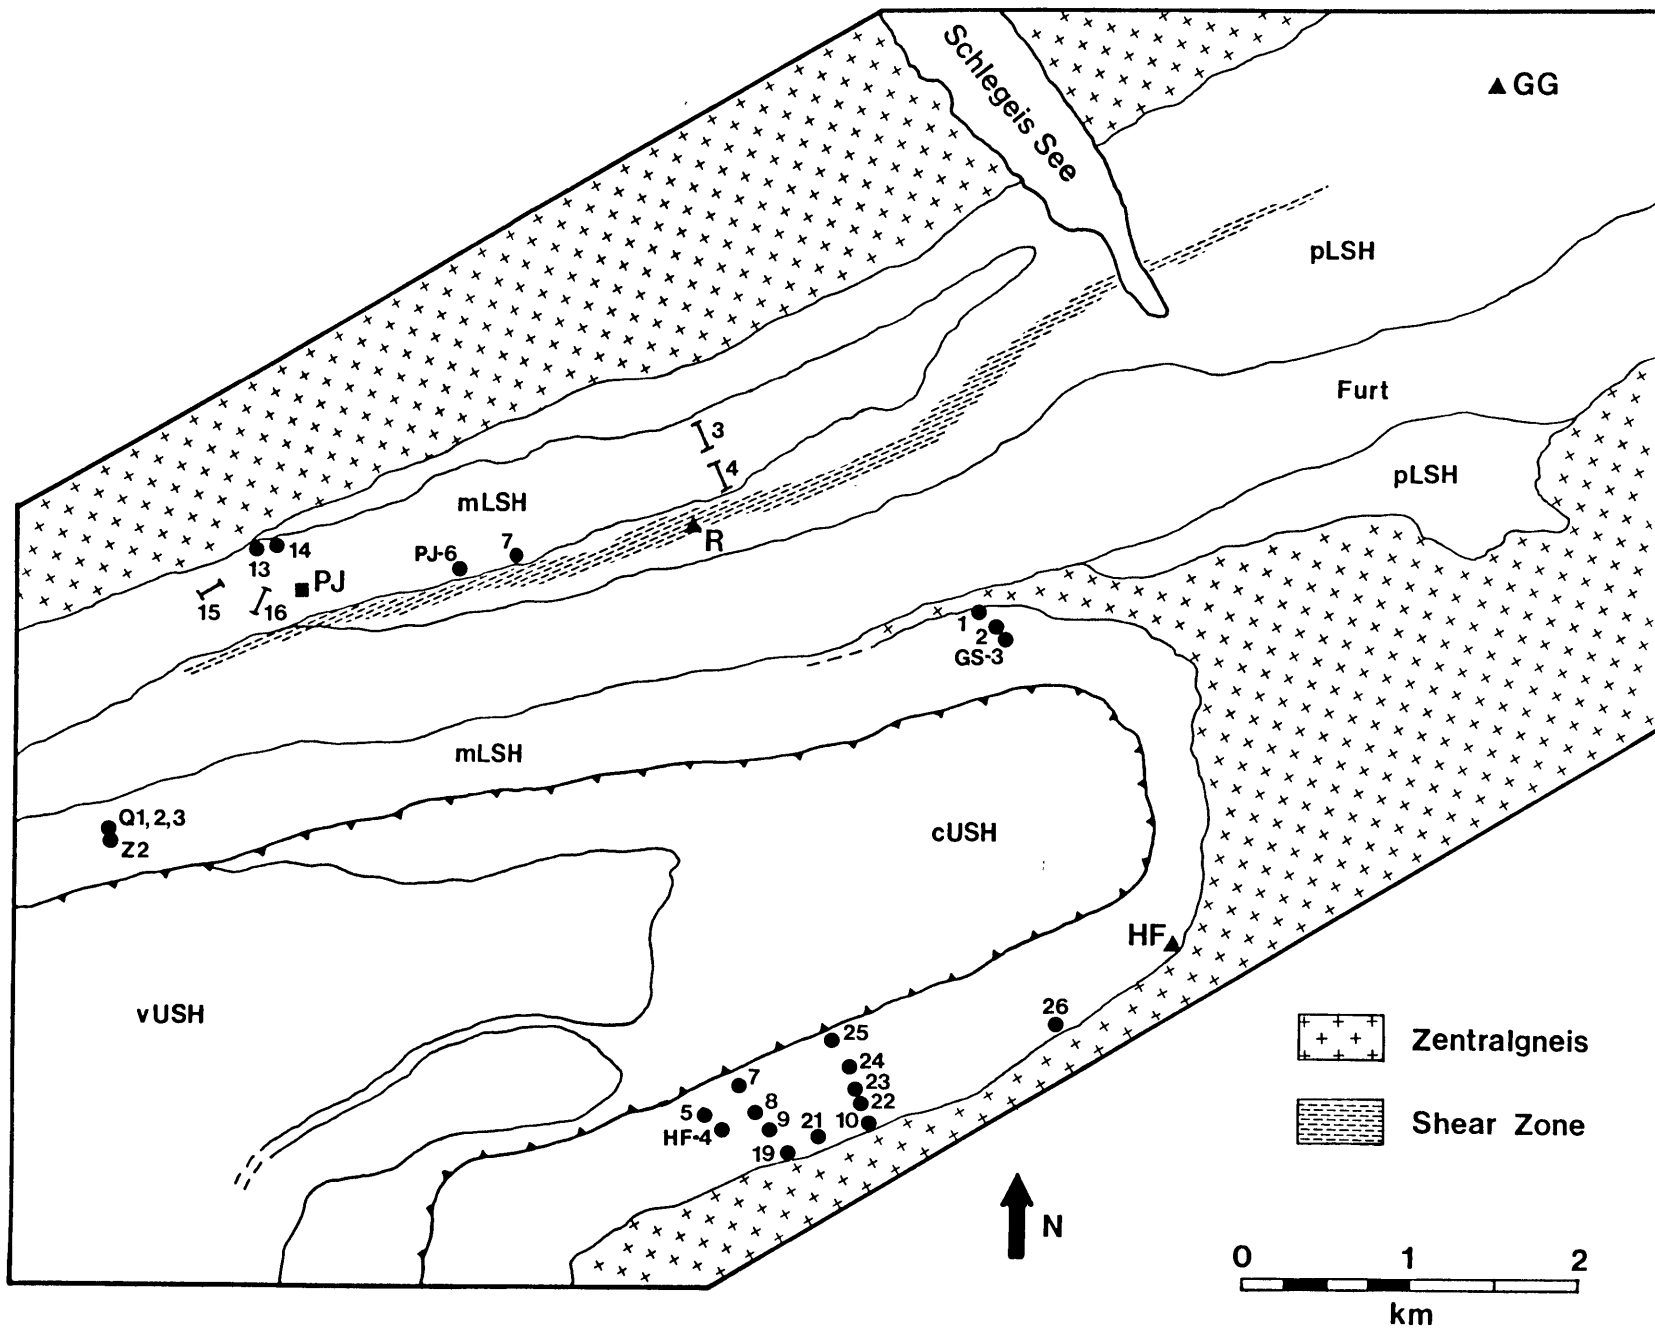 Schlegeis See
GG
pLSH
Furt
pLSH
3
4
mLSH
R
7
PJ-6
14
13
PJ
15
16
1
2
GS-3
mLSH
Q1,2,3
Z2
cUSH
HF
vUSH
26
25
24
23
22
10
7
8
9
5
HF-4
21
19
Zentralgneis
Shear Zone
N
0 1 2
km